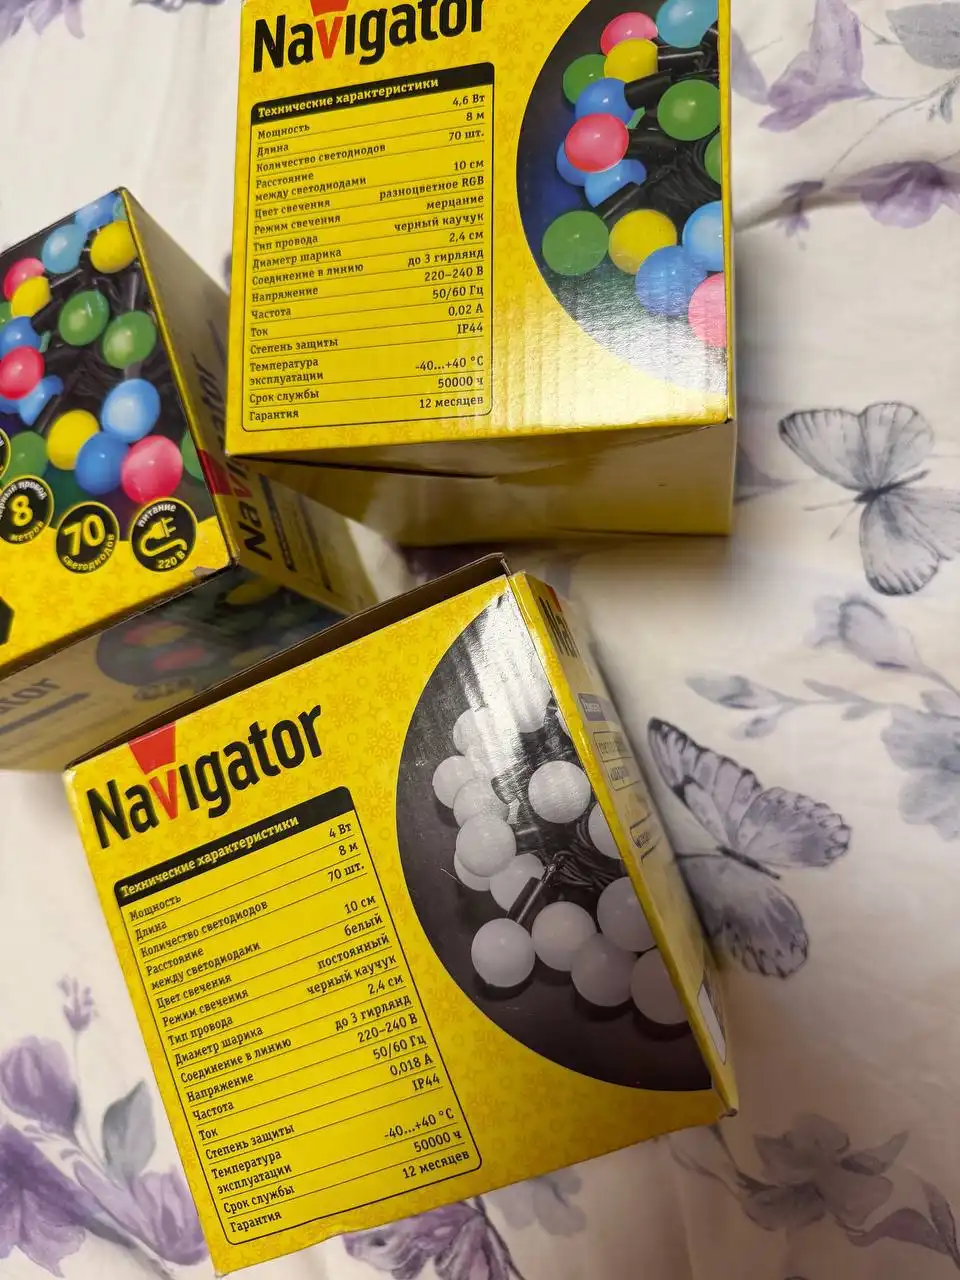 Navigator
Технические характеристики
Мощность 4,6 Вт
Длина 8 м
Количество светодиодов 70 шт.
Расстояние
между светодиодами 10 см
Цвет свечения разноцветное RGB
Режим свечения мерцание
Тип провода черный каучук
Диаметр шарика 2,4 см
Соединение в линию до 3 гирлянд
Напряжение 220–240 В
Частота 50/60 Гц
Ток 0,02 А
Степень защиты IP44
Температура
эксплуатации -40...+40 °C
Срок службы 50000 ч
Гарантия 12 месяцев
8
метров
70
светодиодов
питание
220 В
Navigator
Navigator
Технические характеристики
Мощность 4 Вт
Длина 8 м
Количество светодиодов 70 шт.
Расстояние
между светодиодами 10 см
Цвет свечения белый
Режим свечения постоянный
Тип провода черный каучук
Диаметр шарика 2,4 см
Соединение в линию до 3 гирлянд
Напряжение 220–240 В
Частота 50/60 Гц
Ток 0,018 А
Степень защиты IP44
Температура
эксплуатации -40...+40 °C
Срок службы 50000 ч
Гарантия 12 месяцев